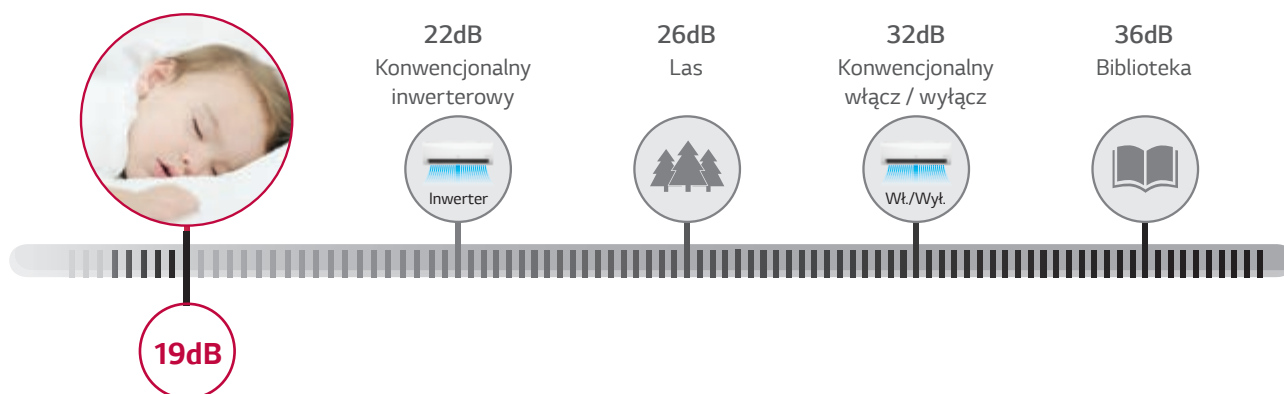 22dB
Konwencjonalny
inwerterowy
Inwerter
26dB
Las
32dB
Konwencjonalny
włącz / wyłącz
Wł./Wył.
36dB
Biblioteka
19dB